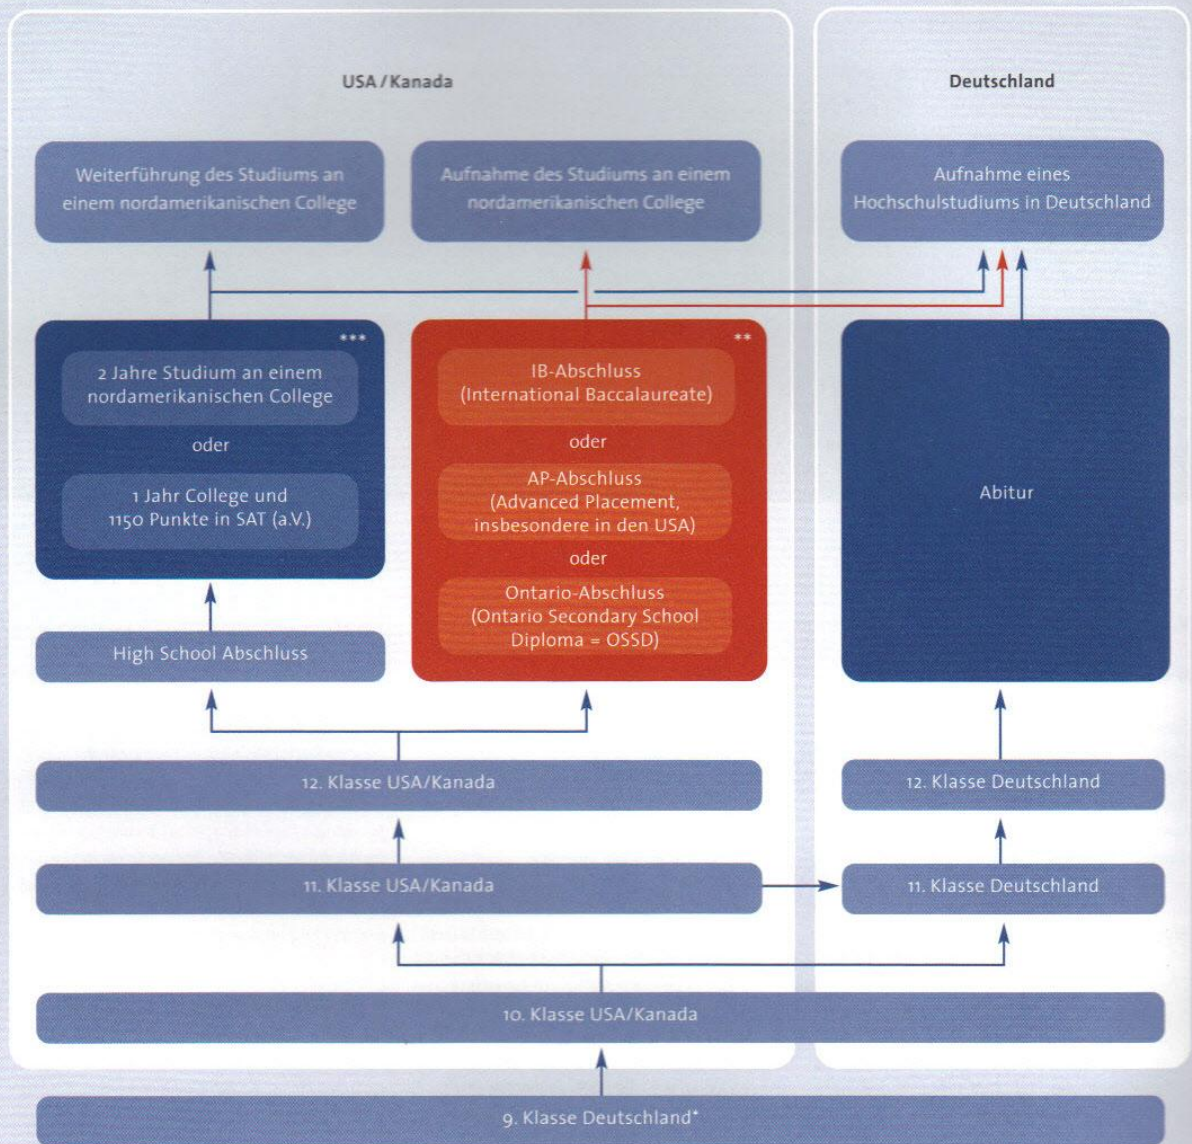 USA/Kanada
Deutschland
Weiterführung des Studiums an
einem nordamerikanischen College
Aufnahme des Studiums an einem
nordamerikanischen College
Aufnahme eines
Hochschulstudiums in Deutschland
***
2 Jahre Studium an einem
nordamerikanischen College
oder
1 Jahr College und
1150 Punkte in SAT (a.V.)
High School Abschluss
**
IB-Abschluss
(International Baccalaureate)
oder
AP-Abschluss
(Advanced Placement,
insbesondere in den USA)
oder
Ontario-Abschluss
(Ontario Secondary School
Diploma = OSSD)
Abitur
12. Klasse USA/Kanada
12. Klasse Deutschland
11. Klasse USA/Kanada
11. Klasse Deutschland
10. Klasse USA/Kanada
9. Klasse Deutschland*